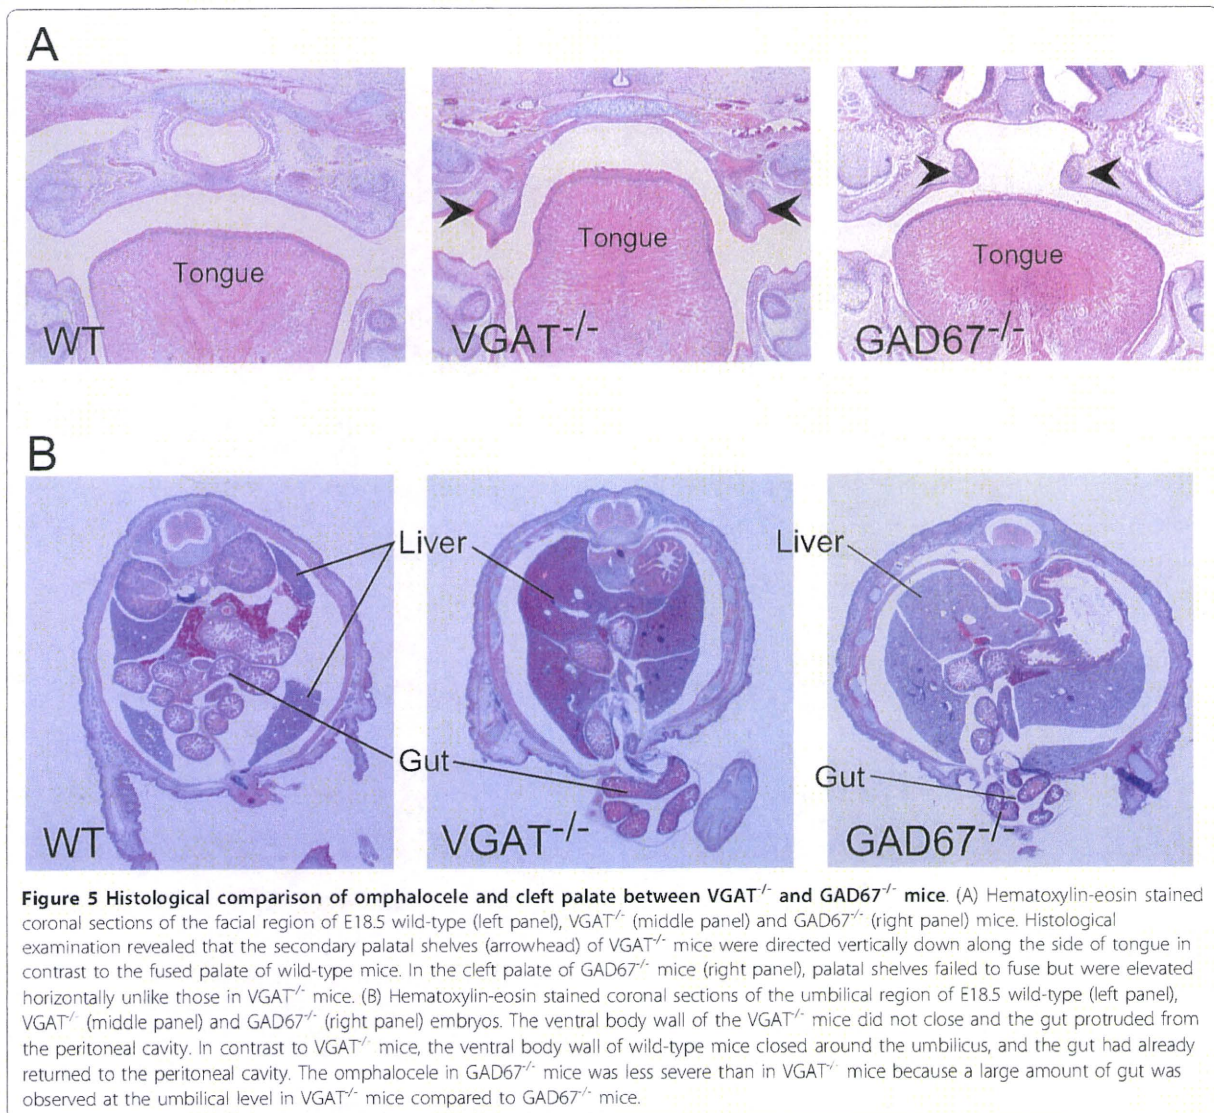 A
Tongue
Tongue
Tongue
WT
VGAT-/-
GAD67-/-
B
Liver
Liver
Gut
Gut
WT
VGAT-/-
GAD67-/-
Figure 5 Histological comparison of omphalocele and cleft palate between VGAT-/- and GAD67-/- mice. (A) Hematoxylin-eosin stained
coronal sections of the facial region of E18.5 wild-type (left panel), VGAT-/- (middle panel) and GAD67-/- (right panel) mice. Histological
examination revealed that the secondary palatal shelves (arrowhead) of VGAT-/- mice were directed vertically down along the side of tongue in
contrast to the fused palate of wild-type mice. In the cleft palate of GAD67-/- mice (right panel), palatal shelves failed to fuse but were elevated
horizontally unlike those in VGAT-/- mice. (B) Hematoxylin-eosin stained coronal sections of the umbilical region of E18.5 wild-type (left panel),
VGAT-/- (middle panel) and GAD67-/- (right panel) embryos. The ventral body wall of the VGAT-/- mice did not close and the gut protruded from
the peritoneal cavity. In contrast to VGAT-/- mice, the ventral body wall of wild-type mice closed around the umbilicus, and the gut had already
returned to the peritoneal cavity. The omphalocele in GAD67-/- mice was less severe than in VGAT-/- mice because a large amount of gut was
observed at the umbilical level in VGAT-/- mice compared to GAD67-/- mice.